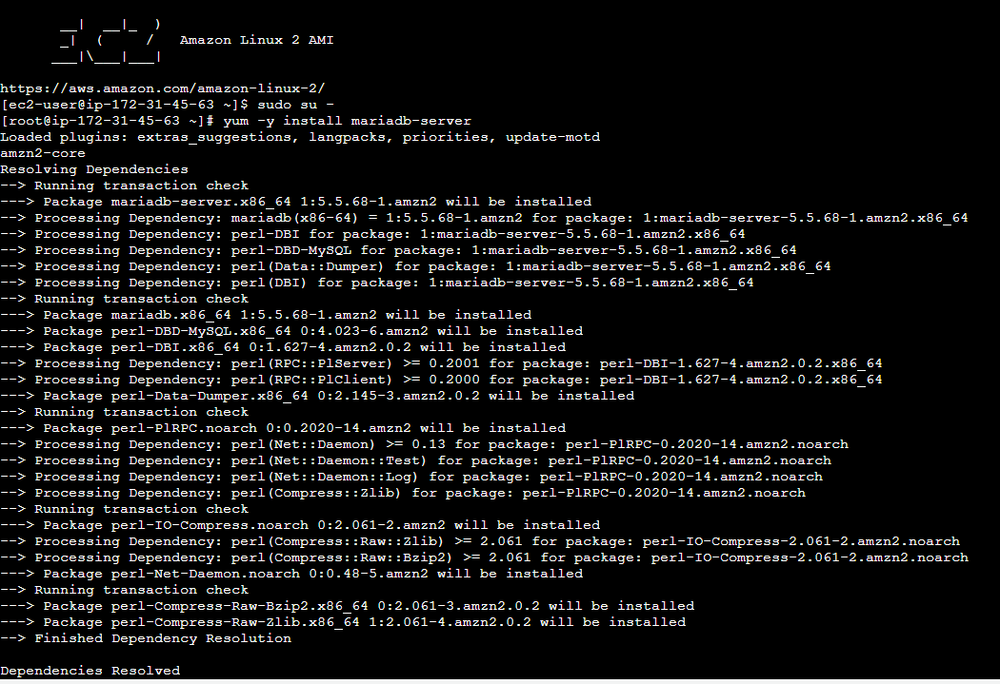 __|  __|_  )
       _|  (     /   Amazon Linux 2 AMI
      ___|\___|___|
https://aws.amazon.com/amazon-linux-2/
[ec2-user@ip-172-31-45-63 ~]$ sudo su -
[root@ip-172-31-45-63 ~]# yum -y install mariadb-server
Loaded plugins: extras_suggestions, langpacks, priorities, update-motd
amzn2-core
Resolving Dependencies
--> Running transaction check
---> Package mariadb-server.x86_64 1:5.5.68-1.amzn2 will be installed
--> Processing Dependency: mariadb(x86-64) = 1:5.5.68-1.amzn2 for package: 1:mariadb-server-5.5.68-1.amzn2.x86_64
--> Processing Dependency: perl-DBI for package: 1:mariadb-server-5.5.68-1.amzn2.x86_64
--> Processing Dependency: perl-DBD-MySQL for package: 1:mariadb-server-5.5.68-1.amzn2.x86_64
--> Processing Dependency: perl(Data::Dumper) for package: 1:mariadb-server-5.5.68-1.amzn2.x86_64
--> Processing Dependency: perl(DBI) for package: 1:mariadb-server-5.5.68-1.amzn2.x86_64
--> Running transaction check
---> Package mariadb.x86_64 1:5.5.68-1.amzn2 will be installed
---> Package perl-DBD-MySQL.x86_64 0:4.023-6.amzn2 will be installed
---> Package perl-DBI.x86_64 0:1.627-4.amzn2.0.2 will be installed
--> Processing Dependency: perl(RPC::PlServer) >= 0.2001 for package: perl-DBI-1.627-4.amzn2.0.2.x86_64
--> Processing Dependency: perl(RPC::PlClient) >= 0.2000 for package: perl-DBI-1.627-4.amzn2.0.2.x86_64
---> Package perl-Data-Dumper.x86_64 0:2.145-3.amzn2.0.2 will be installed
--> Running transaction check
---> Package perl-PlRPC.noarch 0:0.2020-14.amzn2 will be installed
--> Processing Dependency: perl(Net::Daemon) >= 0.13 for package: perl-PlRPC-0.2020-14.amzn2.noarch
--> Processing Dependency: perl(Net::Daemon::Test) for package: perl-PlRPC-0.2020-14.amzn2.noarch
--> Processing Dependency: perl(Net::Daemon::Log) for package: perl-PlRPC-0.2020-14.amzn2.noarch
--> Processing Dependency: perl(Compress::Zlib) for package: perl-PlRPC-0.2020-14.amzn2.noarch
--> Running transaction check
---> Package perl-IO-Compress.noarch 0:2.061-2.amzn2 will be installed
--> Processing Dependency: perl(Compress::Raw::Zlib) >= 2.061 for package: perl-IO-Compress-2.061-2.amzn2.noarch
--> Processing Dependency: perl(Compress::Raw::Bzip2) >= 2.061 for package: perl-IO-Compress-2.061-2.amzn2.noarch
---> Package perl-Net-Daemon.noarch 0:0.48-5.amzn2 will be installed
--> Running transaction check
---> Package perl-Compress-Raw-Bzip2.x86_64 0:2.061-3.amzn2.0.2 will be installed
---> Package perl-Compress-Raw-Zlib.x86_64 1:2.061-4.amzn2.0.2 will be installed
--> Finished Dependency Resolution
Dependencies Resolved